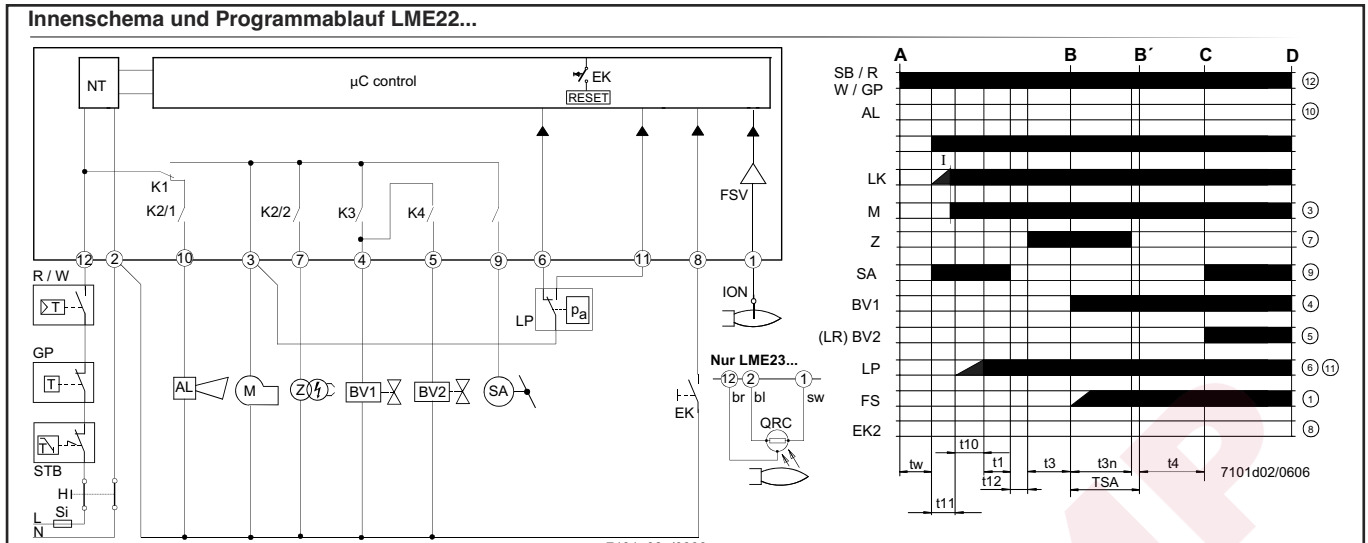 Innenschema und Programmablauf LME22...
NT
µC control
EK
RESET
FSV
K1
K2/1
K2/2
K3
K4
12
2
10
3
7
4
5
9
6
11
8
1
R / W
T
GP
T
STB
HI
Si
L
N
AL
M
Z
BV1
BV2
SA
LP
pa
ION
EK
Nur LME23...
12
2
1
br
bl
sw
QRC
A
B
B´
C
D
SB / R
W / GP
12
AL
10
I
LK
M
3
Z
7
SA
9
BV1
4
(LR) BV2
5
LP
6
11
FS
1
EK2
8
tw
t11
t10
t1
t12
t3
t3n
TSA
t4
7101d02/0606